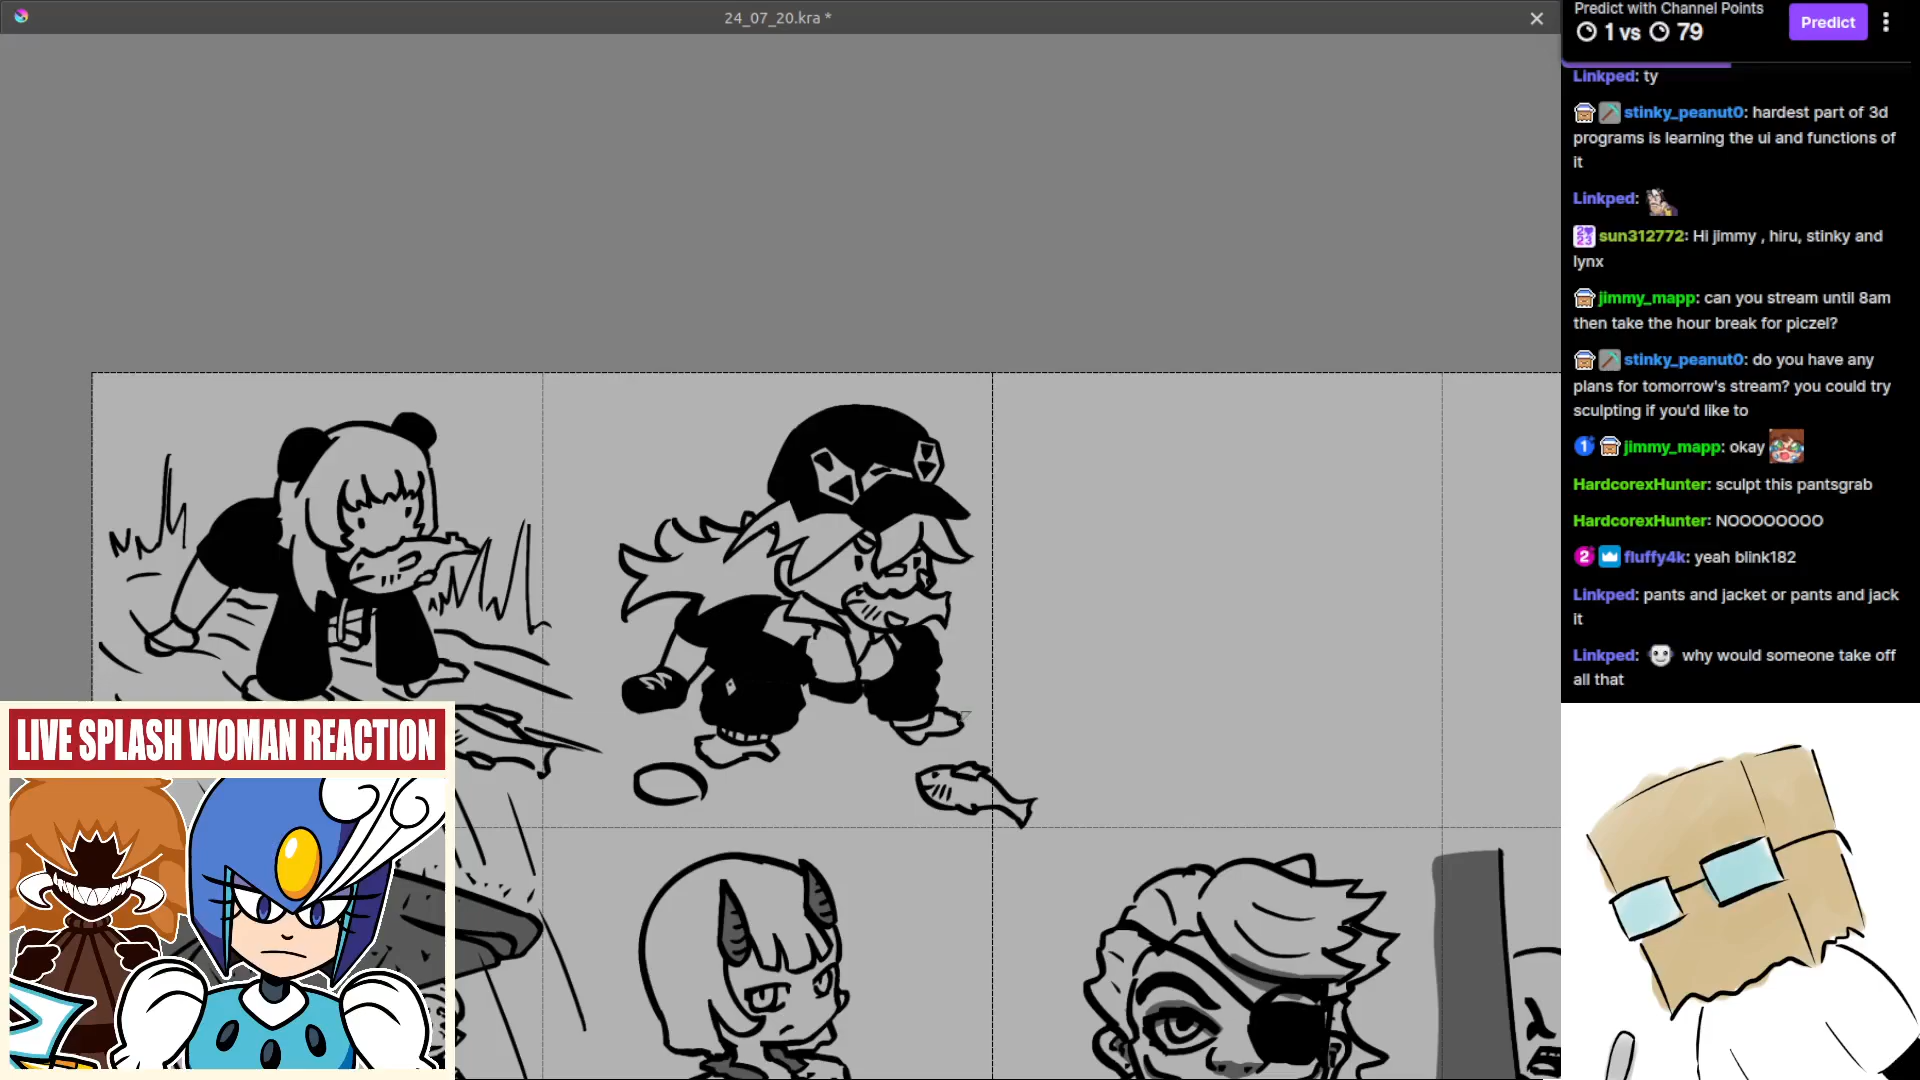 24_07_20.kra *
Predict with Channel Points
1 vs 79
Predict
Linkped: ty
stinky_peanut0: hardest part of 3d
programs is learning the ui and functions of
it
Linkped:
sun312772: Hi jimmy , hiru, stinky and
lynx
jimmy_mapp: can you stream until 8am
then take the hour break for piczel?
stinky_peanut0: do you have any
plans for tomorrow's stream? you could try
sculpting if you'd like to
1 jimmy_mapp: okay
HardcorexHunter: sculpt this pantsgrab
HardcorexHunter: NOOOOOOOO
2 fluffy4k: yeah blink182
Linkped: pants and jacket or pants and jack
it
Linkped: why would someone take off
all that
LIVE SPLASH WOMAN REACTION